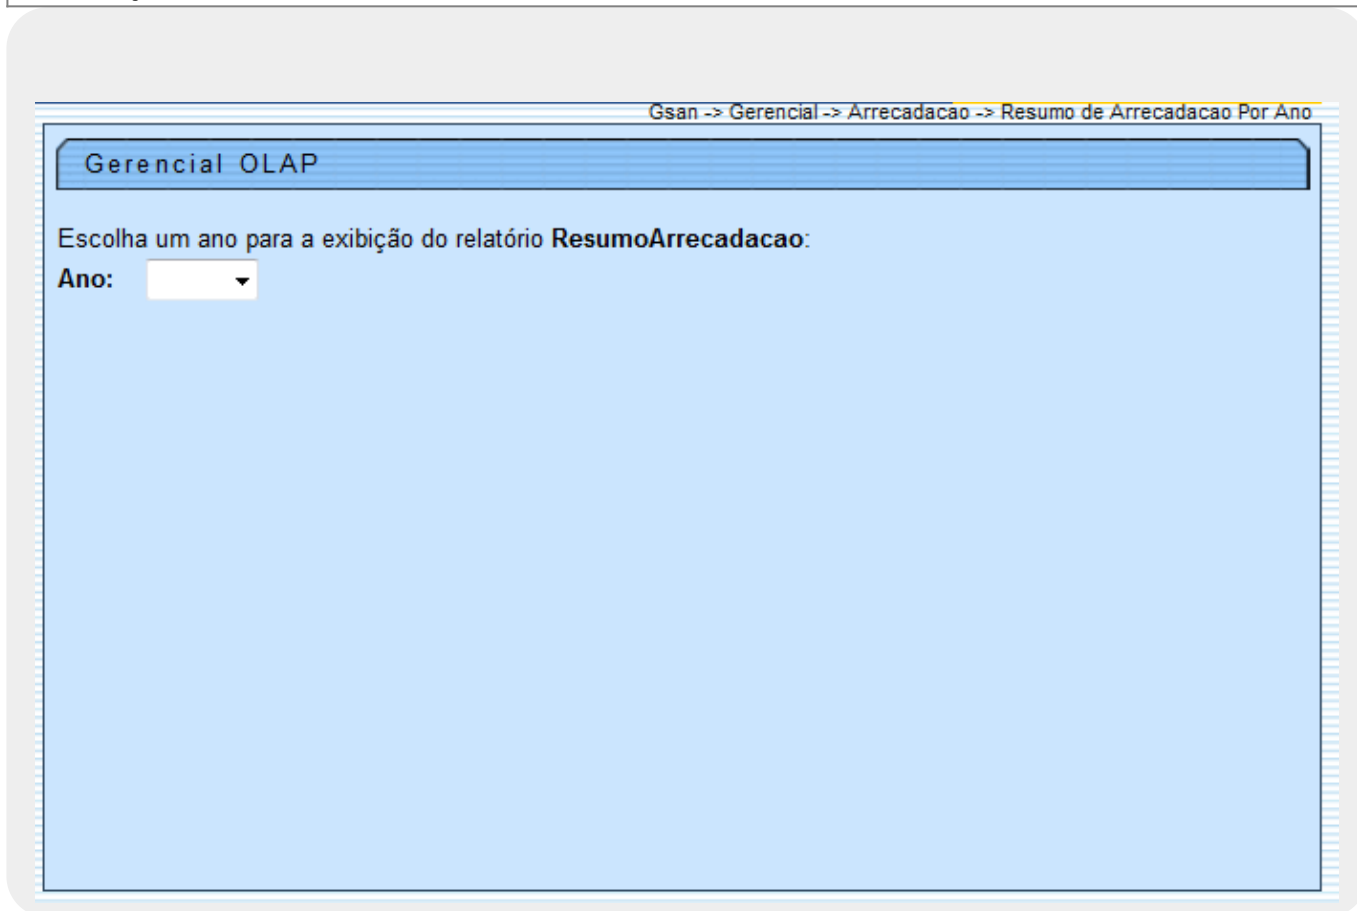 Gsan -> Gerencial -> Arrecadacao -> Resumo de Arrecadacao Por Ano
Gerencial OLAP
Escolha um ano para a exibição do relatório ResumoArrecadacao:
Ano: